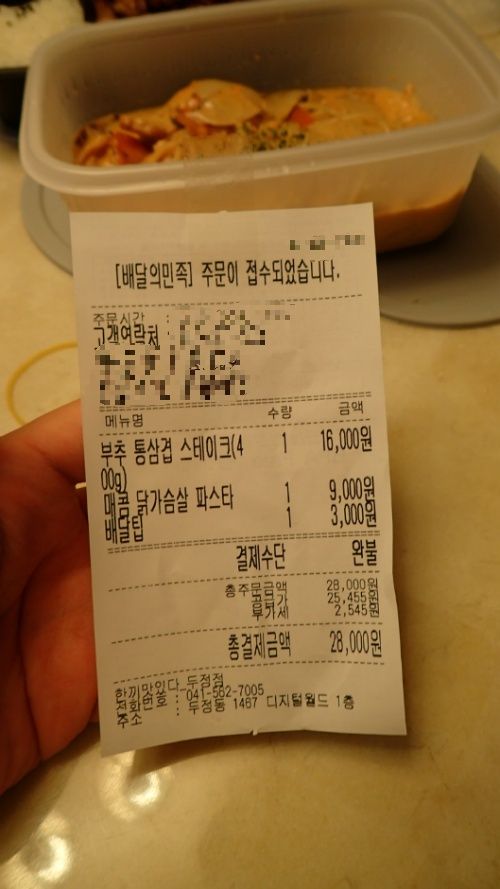 [배달의민족] 주문이 접수되었습니다.
주문시간 :
고객연락처 :
메뉴명 수량 금액
부추 통삼겹 스테이크(4 1 16,000원
00g)
매콤 닭가슴살 파스타 1 9,000원
배달팁 1 3,000원
결제수단 완불
총주문금액 28,000원
공급가 25,455원
부가세 2,545원
총결제금액 28,000원
한끼맛있다_두정점
전화번호 : 041-562-7005
주소 : 두정동 1467 디지털월드 1층